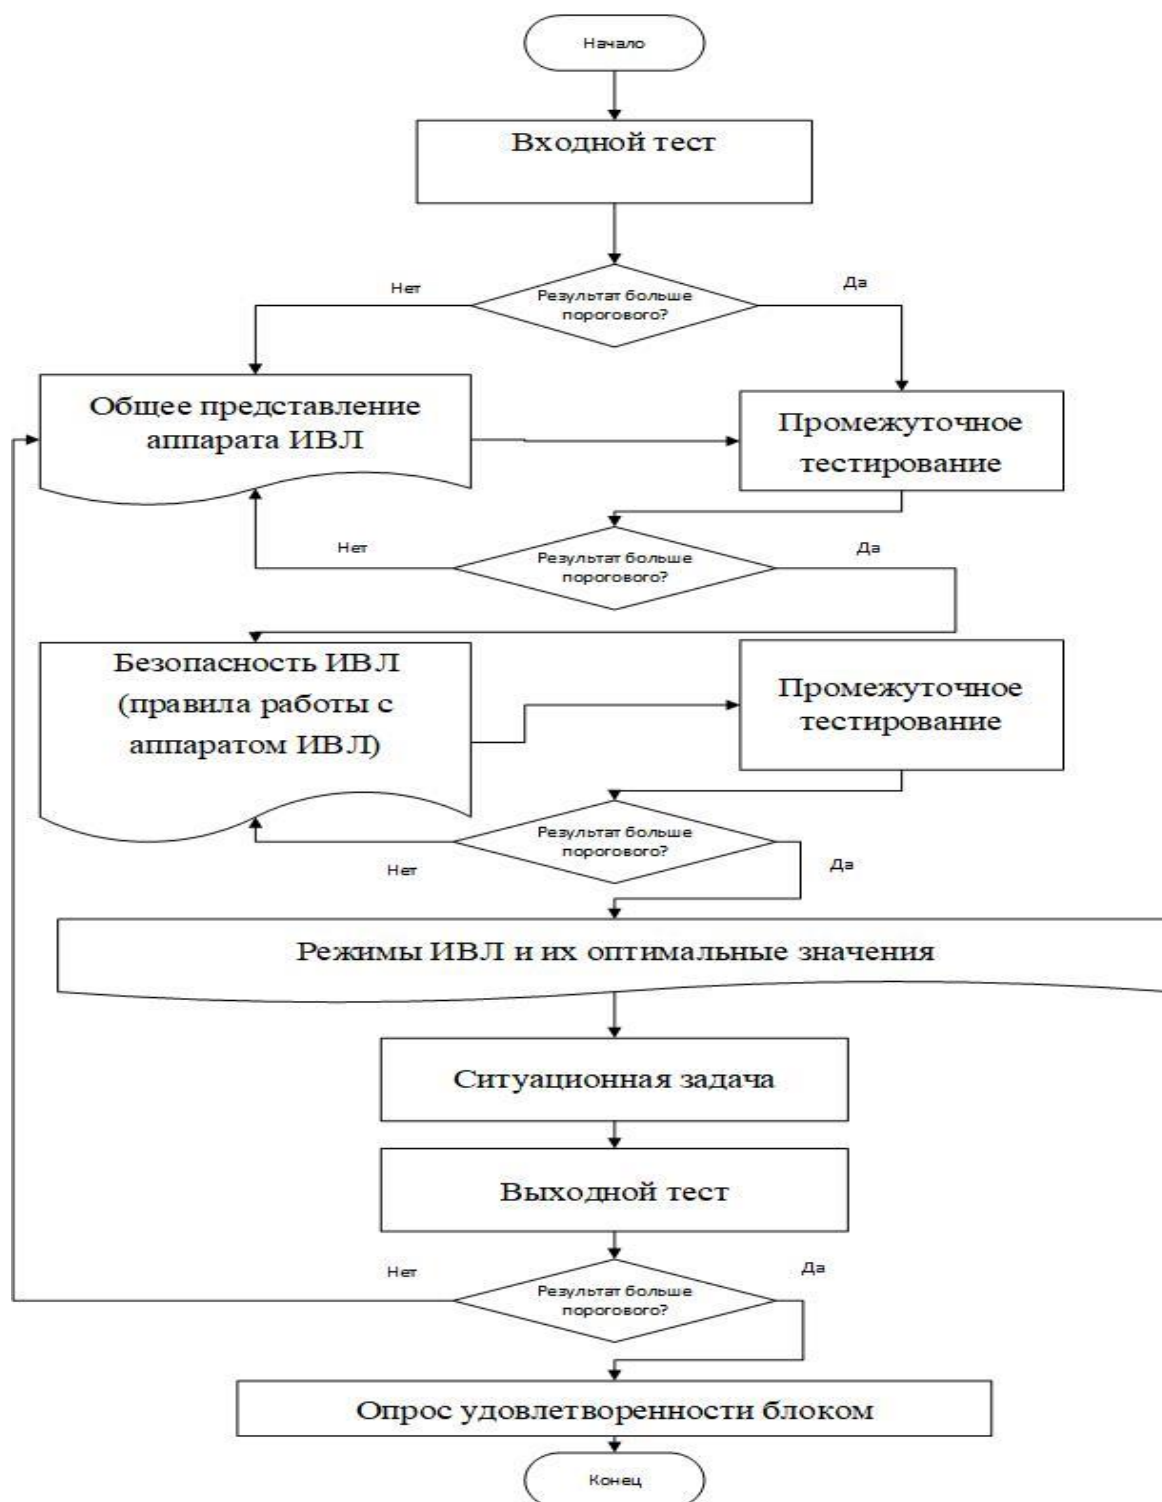 Начало
Входной тест
Результат больше
порогового?
Нет
Да
Общее представление
аппарата ИВЛ
Промежуточное
тестирование
Результат больше
порогового?
Нет
Да
Безопасность ИВЛ
(правила работы с
аппаратом ИВЛ)
Промежуточное
тестирование
Результат больше
порогового?
Нет
Да
Режимы ИВЛ и их оптимальные значения
Ситуационная задача
Выходной тест
Результат больше
порогового?
Нет
Да
Опрос удовлетворенности блоком
Конец